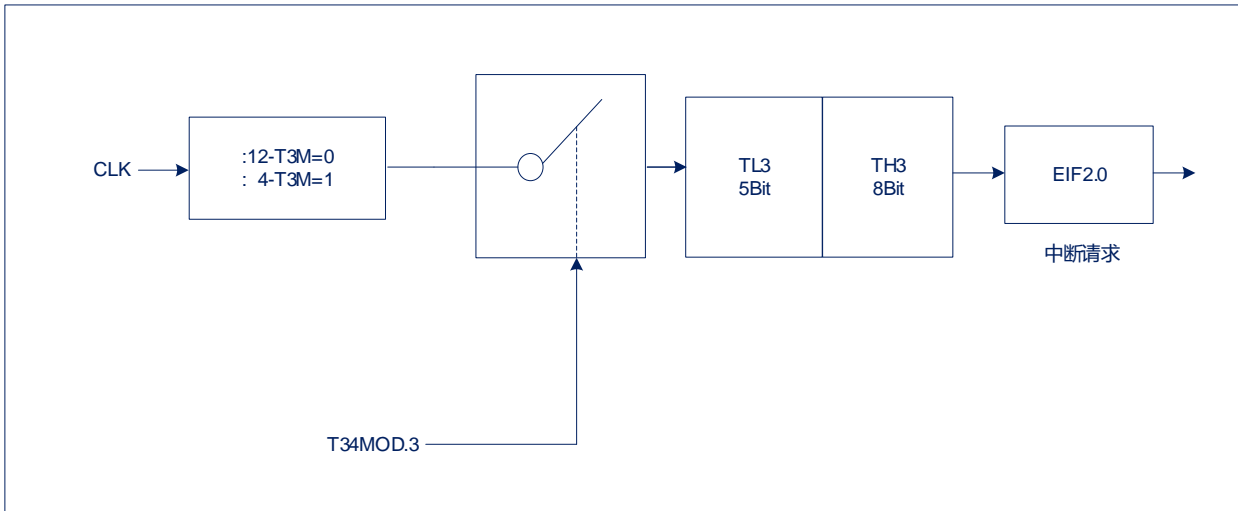 CLK
:12-T3M=0
: 4-T3M=1
TL3
5Bit
TH3
8Bit
EIF2.0
中断请求
T34MOD.3